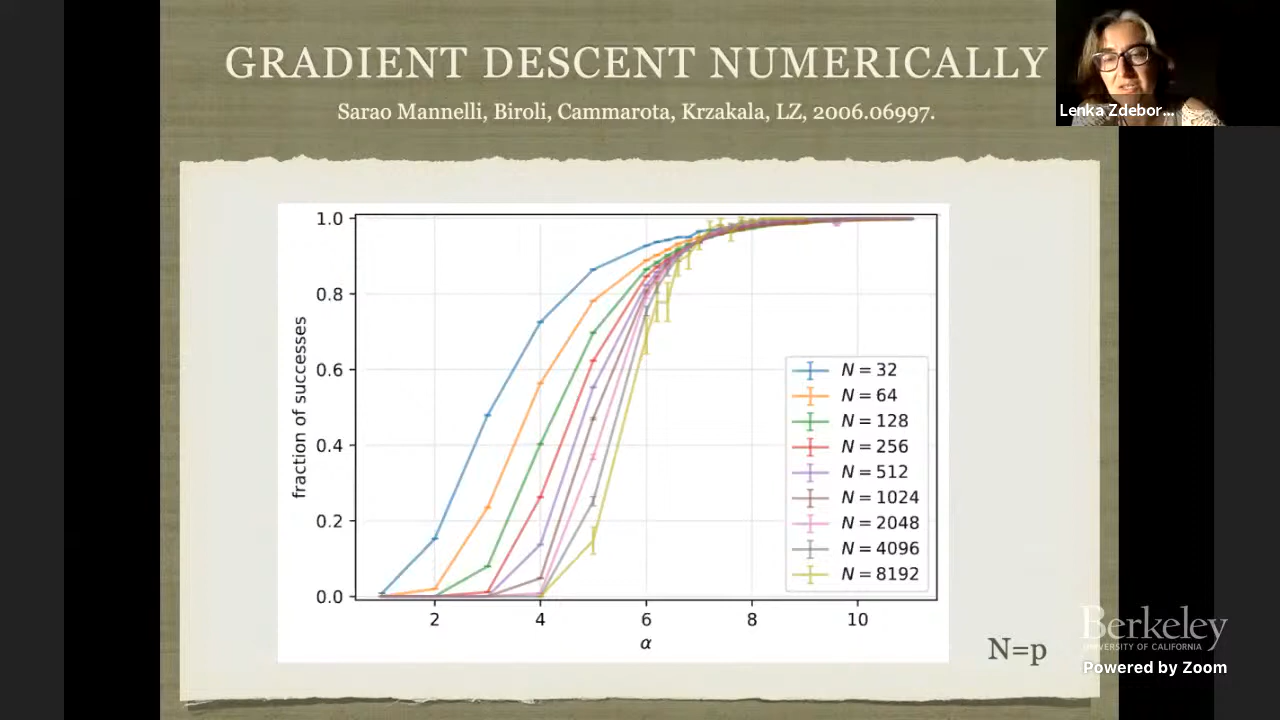 GRADIENT DESCENT NUMERICALLY
Sarao Mannelli, Biroli, Cammarota, Krzakala, LZ, 2006.06997.
Lenka Zdebor...
1.0
0.8
0.6
0.4
0.2
0.0
fraction of successes
2 4 6 8 10
α
N = 32
N = 64
N = 128
N = 256
N = 512
N = 1024
N = 2048
N = 4096
N = 8192
N=p
Berkeley
UNIVERSITY OF CALIFORNIA
Powered by Zoom